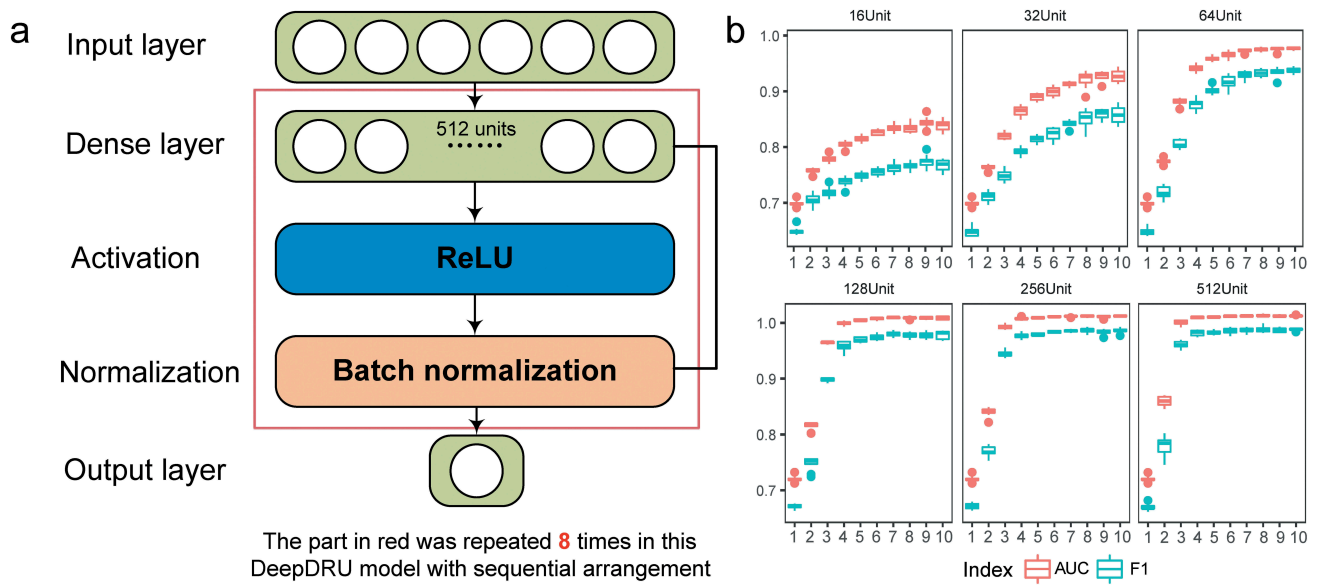 a
Input layer
Dense layer
512 units
Activation
ReLU
Normalization
Batch normalization
Output layer
The part in red was repeated 8 times in this
DeepDRU model with sequential arrangement
b
16Unit 32Unit 64Unit
1.0
0.9
0.8
0.7
1 2 3 4 5 6 7 8 9 10 1 2 3 4 5 6 7 8 9 10 1 2 3 4 5 6 7 8 9 10
128Unit 256Unit 512Unit
1.0
0.9
0.8
0.7
1 2 3 4 5 6 7 8 9 10 1 2 3 4 5 6 7 8 9 10 1 2 3 4 5 6 7 8 9 10
Index AUC F1